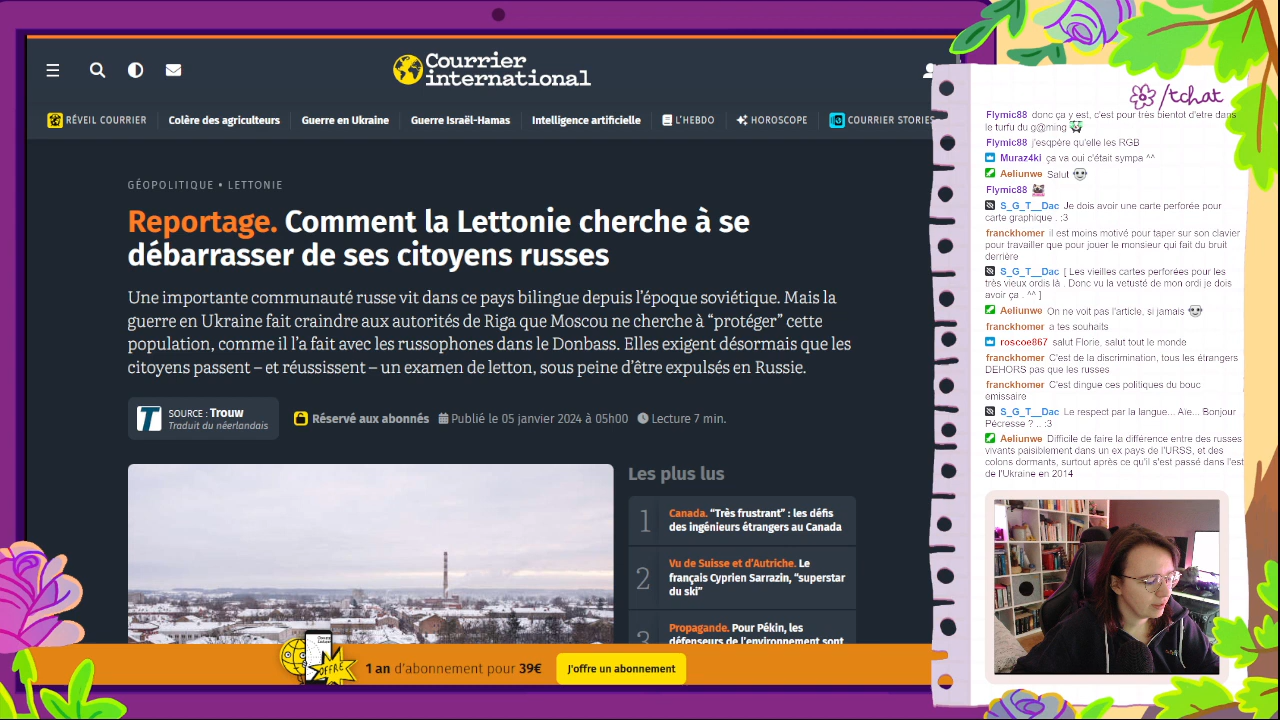 Courrier
international
RÉVEIL COURRIER
Colère des agriculteurs
Guerre en Ukraine
Guerre Israël-Hamas
Intelligence artificielle
L'HEBDO
HOROSCOPE
COURRIER STORIES
GÉOPOLITIQUE • LETTONIE
Reportage. Comment la Lettonie cherche à se
débarrasser de ses citoyens russes
Une importante communauté russe vit dans ce pays bilingue depuis l'époque soviétique. Mais la
guerre en Ukraine fait craindre aux autorités de Riga que Moscou ne cherche à “protéger” cette
population, comme il l'a fait avec les russophones dans le Donbass. Elles exigent désormais que les
citoyens passent – et réussissent – un examen de letton, sous peine d'être expulsés en Russie.
SOURCE : Trouw
Traduit du néerlandais
Réservé aux abonnés
Publié le 05 janvier 2024 à 05h00
Lecture 7 min.
Les plus lus
1
Canada. “Très frustrant” : les défis
des ingénieurs étrangers au Canada
2
Vu de Suisse et d'Autriche. Le
français Cyprien Sarrazin, “superstar
du ski”
3
Propagande. Pour Pékin, les
défenseurs de l'environnement sont
OFFRE
1 an d'abonnement pour 39€
J'offre un abonnement
/tchat
Flymic88 donc ça y est, c'est pour très bientot d'etre dans
le turfu du g@ming
Flymic88 j'esqpère qu'elle les RGB
Muraz4kl ça va oui c'était sympa ^^
Aeliunwe Salut
Flymic88
S_G_T__Dac Je dois avoir une carte perforée pour
carte graphique . :3
franckhomer il est moins motivé pour taper sur son clavier
pour travailler que pour jouer le monsieur qui fait du bruit
derrière
S_G_T__Dac [ Les vieilles cartes perforées pour les
très vieux ordis là . Donc vu la vetusté de mon ordi je dois
avoir ça . ^^ ]
Aeliunwe On ne voit pas l'article, si jamais
franckhomer a tes souhaits
roscoe867 salut Florie, salut tout le monde
franckhomer C'est de la discrimination, tous les étrangers
DEHORS pas que les russes
franckhomer C'est dingue ces politiques du bouc
emissaire
S_G_T__Dac Le respect par la langue... Aie... Bonjour
Pécresse ? .. :3
Aeliunwe Difficile de faire la différence entre des russes
vivants paisiblement dans un ex pays de l'URSS, et des
colons dormants, surtout après ce qu'il s'est passé dans l'est
de l'Ukraine en 2014